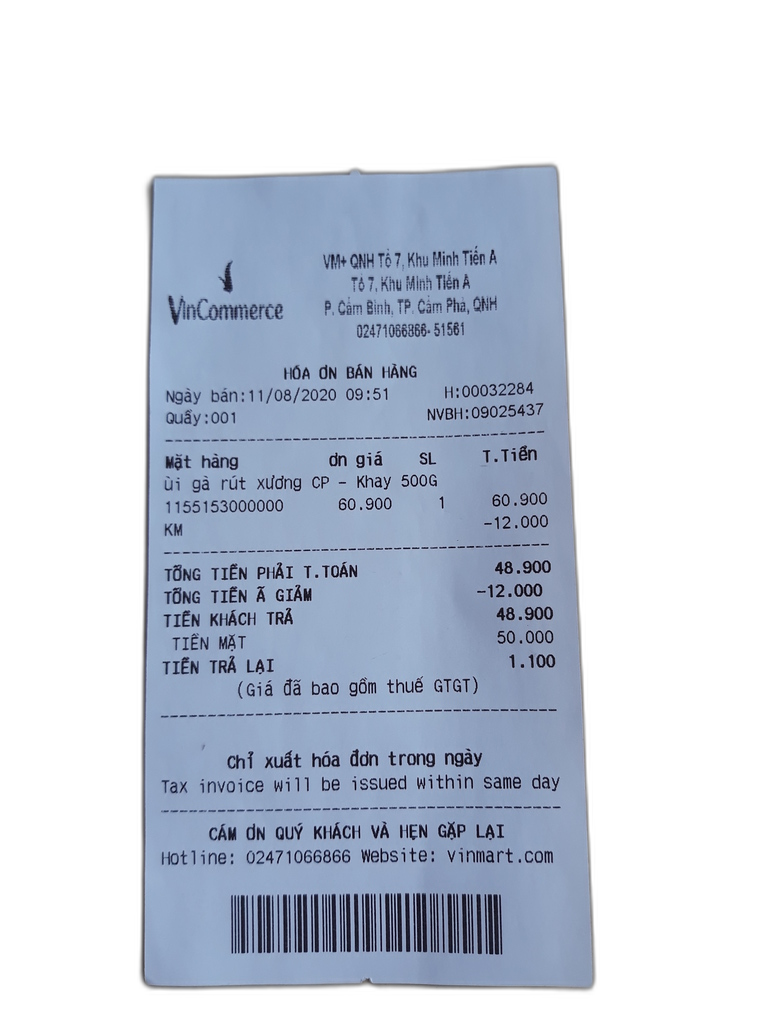 VinCommerce
VM+ QNH Tổ 7, Khu Minh Tiến A
Tổ 7, Khu Minh Tiến A
P. Cẩm Bình, TP. Cẩm Phả, QNH
02471066866- 51561
HÓA ƠN BÁN HÀNG
Ngày bán:11/08/2020 09:51 H:00032284
Quầy:001 NVBH:09025437
Mặt hàng ơn giá SL T.Tiền
ùi gà rút xương CP - Khay 500G
1155153000000 60.900 1 60.900
KM -12.000
TỔNG TIỀN PHẢI T.TOÁN 48.900
TỔNG TIỀN Ã GIẢM -12.000
TIỀN KHÁCH TRẢ 48.900
TIỀN MẶT 50.000
TIỀN TRẢ LẠI 1.100
(Giá đã bao gồm thuế GTGT)
Chỉ xuất hóa đơn trong ngày
Tax invoice will be issued within same day
CÁM ƠN QUÝ KHÁCH VÀ HẸN GẶP LẠI
Hotline: 02471066866 Website: vinmart.com